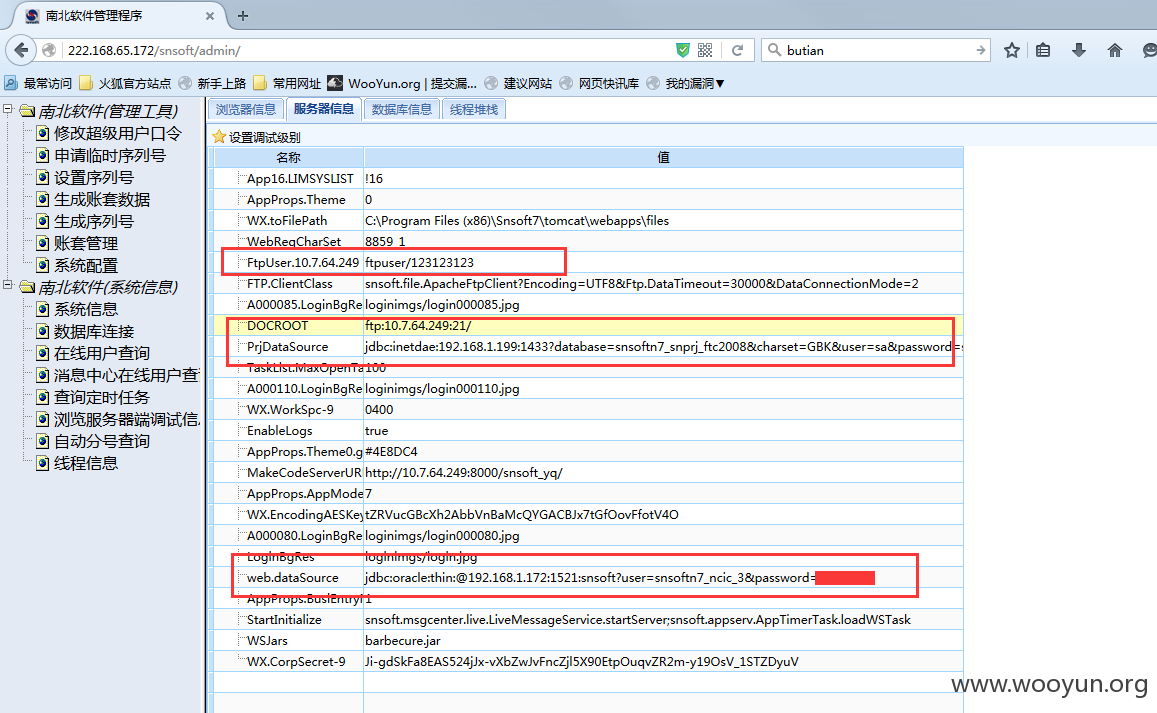 南北软件管理程序
222.168.65.172/snsoft/admin/
butian
最常访问 火狐官方站点 新手上路 常用网址 WooYun.org | 提交漏... 建议网站 网页快讯库 我的漏洞▼
南北软件(管理工具)
修改超级用户口令
申请临时序列号
设置序列号
生成账套数据
生成序列号
账套管理
系统配置
南北软件(系统信息)
系统信息
数据库连接
在线用户查询
消息中心在线用户查
查询定时任务
浏览服务器端调试信
自动分号查询
线程信息
浏览器信息 服务器信息 数据库信息 线程堆栈
设置调试级别
名称 值
App16.LIMSYSLIST !16
AppProps.Theme 0
WX.toFilePath C:\Program Files (x86)\Snsoft7\tomcat\webapps\files
WebReqCharSet 8859_1
FtpUser.10.7.64.249 ftpuser/123123123
FTP.ClientClass snsoft.file.ApacheFtpClient?Encoding=UTF8&Ftp.DataTimeout=30000&DataConnectionMode=2
A000085.LoginBgRe loginimgs/login000085.jpg
DOCROOT ftp:10.7.64.249:21/
PrjDataSource jdbc:inetdae:192.168.1.199:1433?database=snsoftn7_snprj_ftc2008&charset=GBK&user=sa&password=s
TaskList.MaxOpenTa 100
A000110.LoginBgRe loginimgs/login000110.jpg
WX.WorkSpc-9 0400
EnableLogs true
AppProps.Theme0.g #4E8DC4
MakeCodeServerUR http://10.7.64.249:8000/snsoft_yq/
AppProps.AppMode 7
WX.EncodingAESKey tZRVucGBcXh2AbbVnBaMcQYGACBJx7tGfOovFfotV4O
A000080.LoginBgRe loginimgs/login000080.jpg
LoginBgRes loginimgs/login.jpg
web.dataSource jdbc:oracle:thin:@192.168.1.172:1521:snsoft?user=snsoftn7_ncic_3&password=
AppProps.BusiEntryI 1
StartInitialize snsoft.msgcenter.live.LiveMessageService.startServer;snsoft.appserv.AppTimerTask.loadWSTask
WSJars barbecure.jar
WX.CorpSecret-9 Ji-gdSkFa8EAS524jJx-vXbZwJvFncZjl5X90EtpOuqvZR2m-y19OsV_1STZDyuV
www.wooyun.org